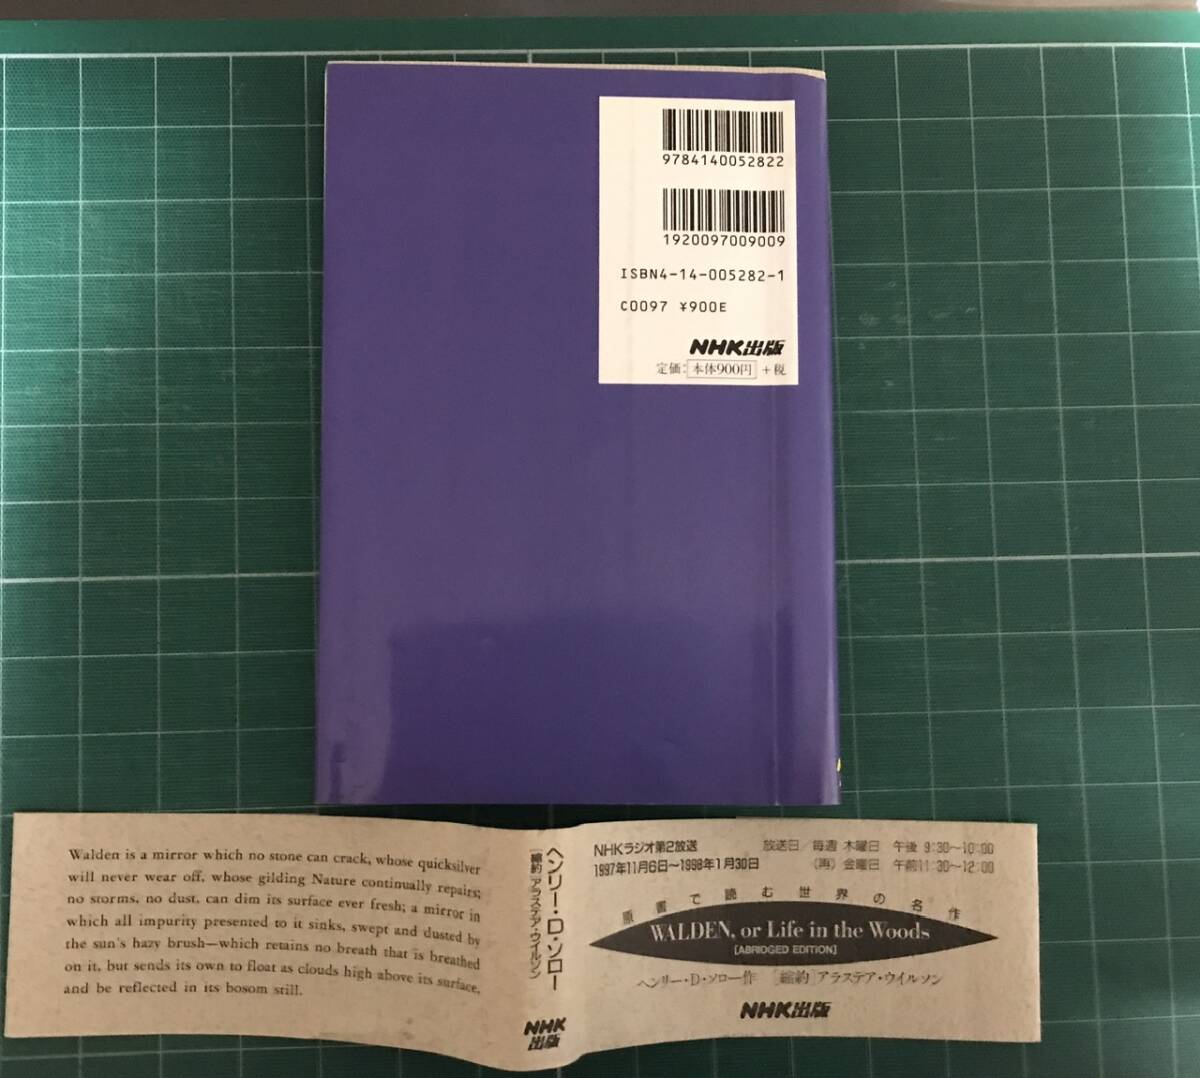 9784140052822
1920097009009
ISBN4-14-005282-1
C0097 ¥900E
NHK出版
定価:本体900円+税
Walden is a mirror which no stone can crack, whose quicksilver
will never wear off, whose gilding Nature continually repairs;
no storms, no dust, can dim its surface ever fresh; a mirror in
which all impurity presented to it sinks, swept and dusted by
the sun's hazy brush—which retains no breath that is breathed
on it, but sends its own to float as clouds high above its surface,
and be reflected in its bosom still.
ヘンリー・D・ソロー
[縮約]アラステア・ウイルソン
NHK
出版
NHKラジオ第2放送
1997年11月6日〜1998年1月30日
放送日/毎週 木曜日 午後 9:30〜10:00
(再) 金曜日 午前11:30〜12:00
原書で読む世界の名作
WALDEN, or Life in the Woods
[ABRIDGED EDITION]
ヘンリー・D・ソロー作 [縮約]アラステア・ウイルソン
NHK出版